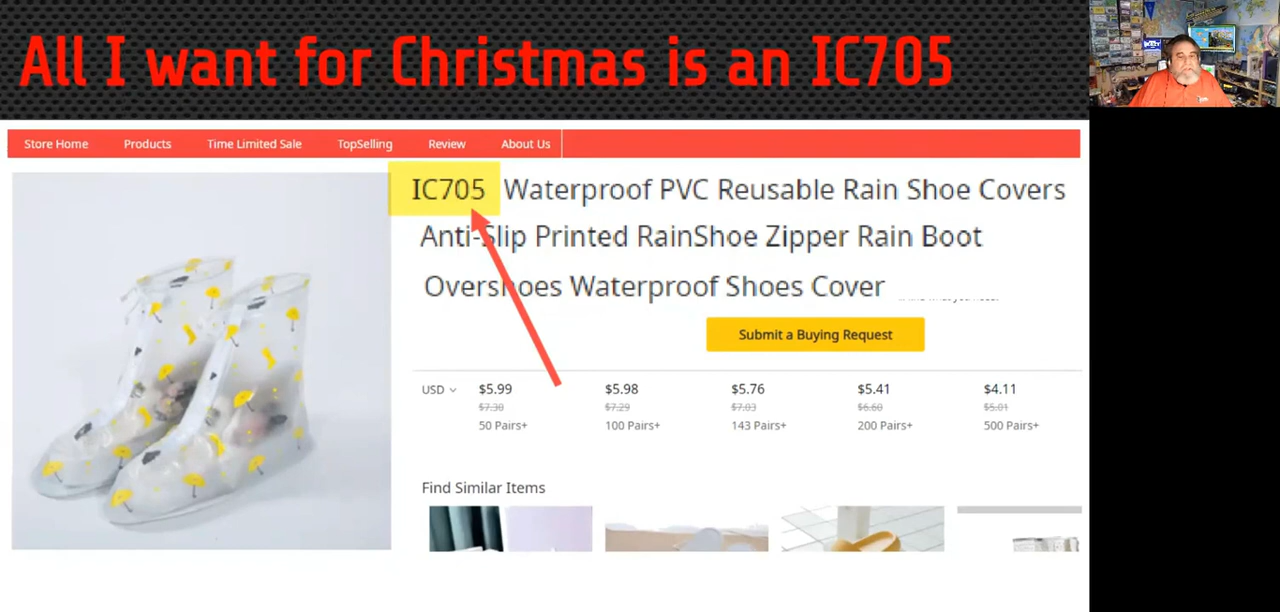 All I want for Christmas is an IC705
Store Home Products Time Limited Sale TopSelling Review About Us
IC705 Waterproof PVC Reusable Rain Shoe Covers
Anti-Slip Printed RainShoe Zipper Rain Boot
Overshoes Waterproof Shoes Cover
Submit a Buying Request
USD $5.99 $5.98 $5.76 $5.41 $4.11
$7.30 $7.29 $7.03 $6.60 $5.01
50 Pairs+ 100 Pairs+ 143 Pairs+ 200 Pairs+ 500 Pairs+
Find Similar Items